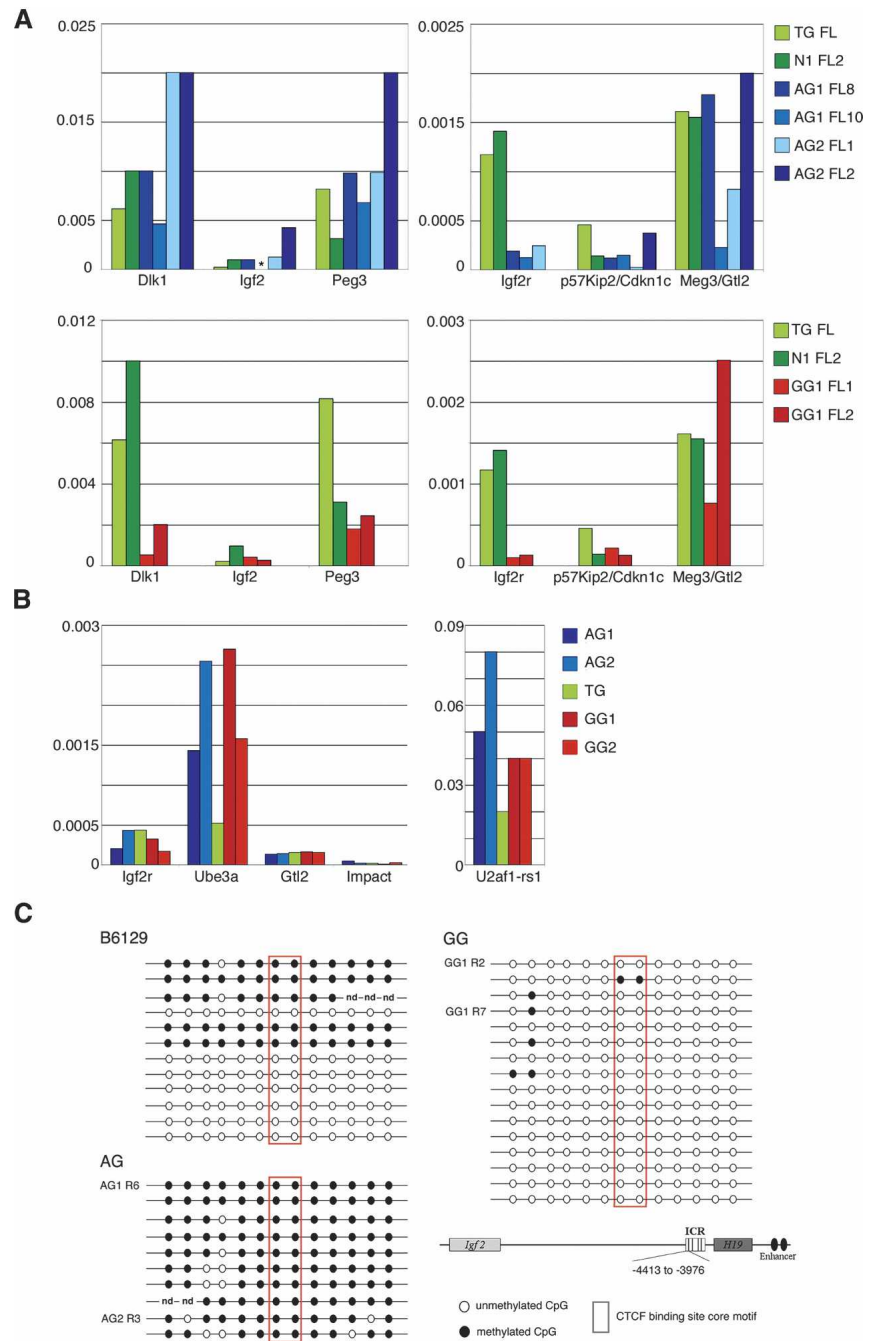 A
0.025
0.015
0.005
0
Dlk1
Igf2
*
Peg3
0.0025
0.0015
0.0005
0
Igf2r
p57Kip2/Cdkn1c
Meg3/Gtl2
TG FL
N1 FL2
AG1 FL8
AG1 FL10
AG2 FL1
AG2 FL2
0.012
0.008
0.004
0
Dlk1
Igf2
Peg3
0.003
0.002
0.001
0
Igf2r
p57Kip2/Cdkn1c
Meg3/Gtl2
TG FL
N1 FL2
GG1 FL1
GG1 FL2
B
0.003
0.0015
0.0005
0
Igf2r
Ube3a
Gtl2
Impact
0.09
0.06
0.03
0
U2af1-rs1
AG1
AG2
TG
GG1
GG2
C
B6129
nd–nd–nd
AG
AG1 R6
nd–nd
AG2 R3
GG
GG1 R2
GG1 R7
Igf2
ICR
H19
Enhancer
-4413 to -3976
unmethylated CpG
methylated CpG
CTCF binding site core motif